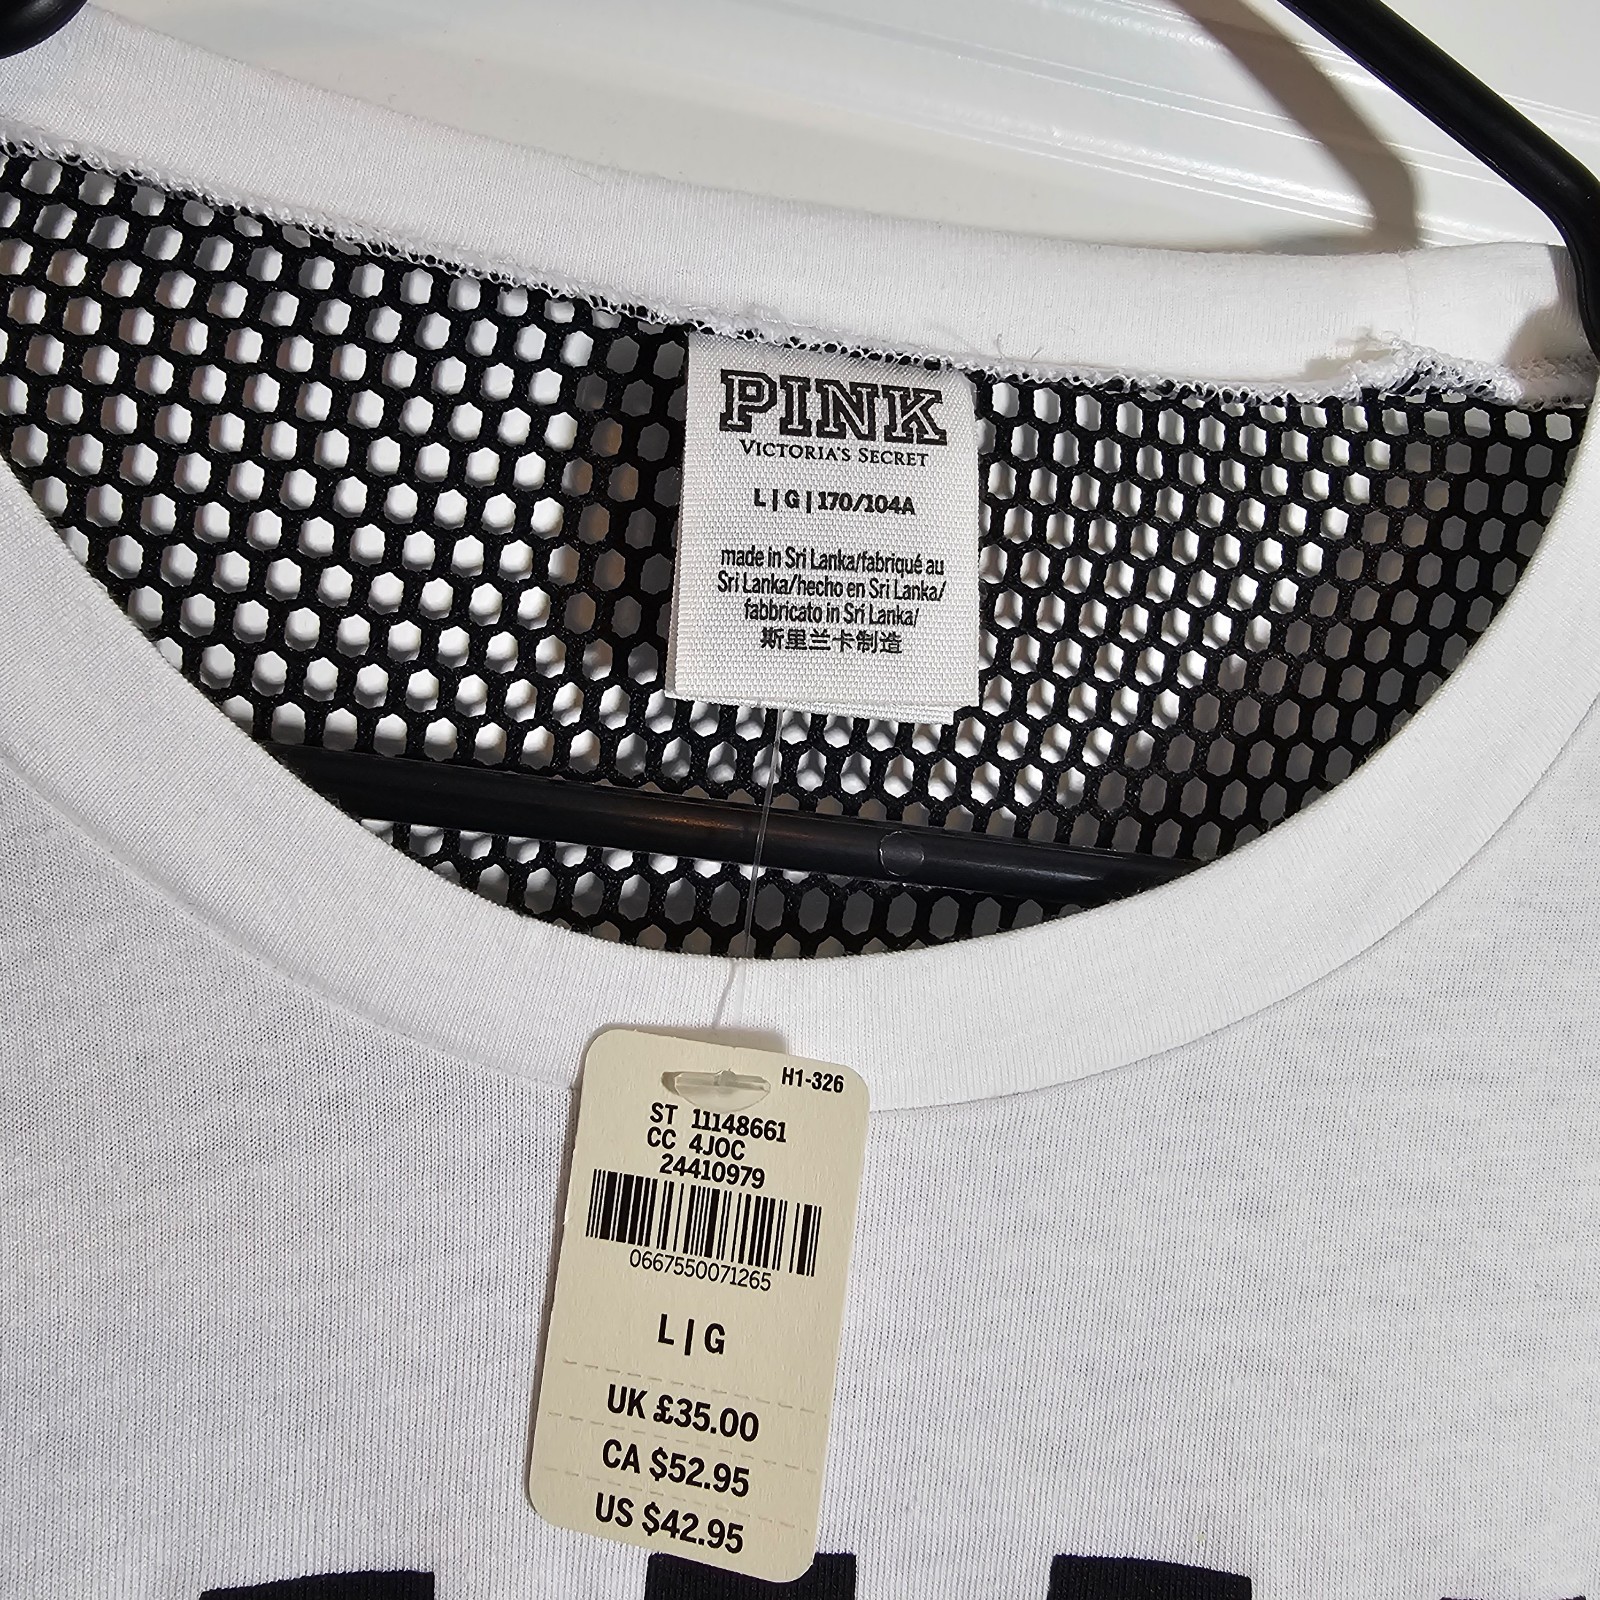 PINK
VICTORIA'S SECRET
L | G | 170/104A
made in Sri Lanka/fabriqué au
Sri Lanka/hecho en Sri Lanka/
fabbricato in Sri Lanka/
斯里兰卡制造
H1-326
ST 11148661
CC 4JOC
24410979
0667550071265
L | G
UK £35.00
CA $52.95
US $42.95